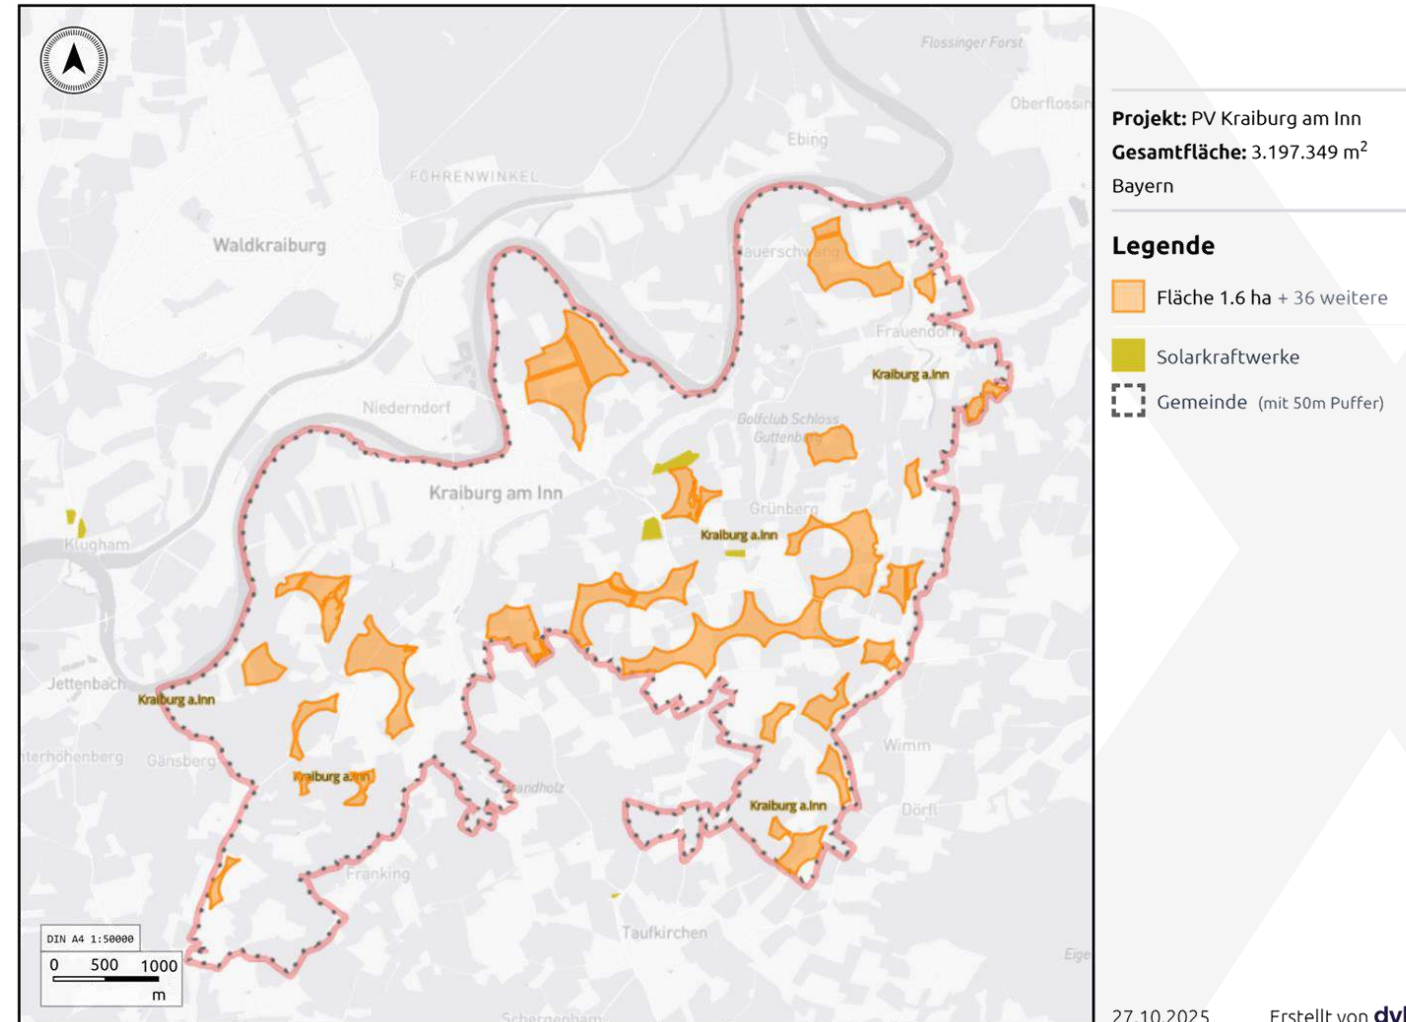 Flossinger Forst
Oberflossin
Ebing
FÖHRENWINKEL
Waldkraiburg
Frauendorf
Kraiburg a.Inn
Niederndorf
Golfclub Schloss
Guttenburg
Kraiburg am Inn
Grünberg
Kraiburg a.Inn
Klugham
Jettenbach
Kraiburg a.Inn
Gänsberg
Wimm
Kraiburg a.Inn
Kraiburg a.Inn
Dörfl
Franking
Taufkirchen
Eige
DIN A4 1:50000
0 500 1000
m
Projekt: PV Kraiburg am Inn
Gesamtfläche: 3.197.349 m²
Bayern
Legende
Fläche 1.6 ha + 36 weitere
Solarkraftwerke
Gemeinde (mit 50m Puffer)
27.10.2025 Erstellt von